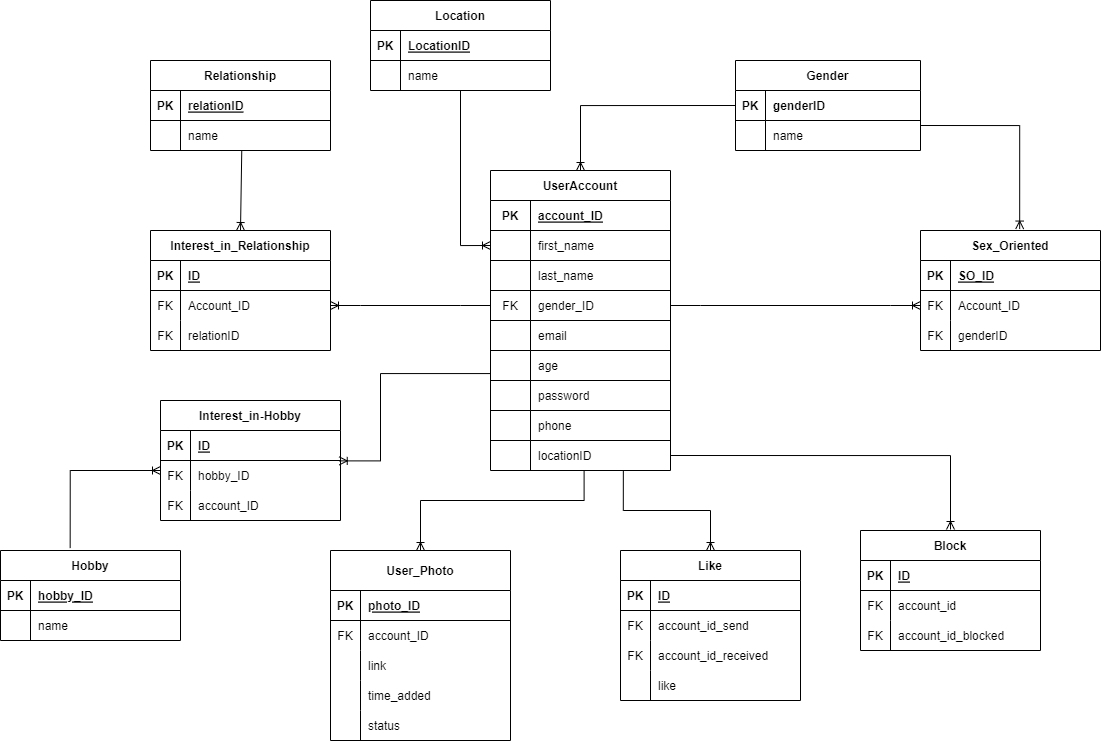 Location
PK LocationID
name
Relationship
PK relationID
name
Gender
PK genderID
name
UserAccount
PK account_ID
first_name
last_name
FK gender_ID
email
age
password
phone
locationID
Interest_in_Relationship
PK ID
FK Account_ID
FK relationID
Sex_Oriented
PK SO_ID
FK Account_ID
FK genderID
Interest_in-Hobby
PK ID
FK hobby_ID
FK account_ID
Hobby
PK hobby_ID
name
User_Photo
PK photo_ID
FK account_ID
link
time_added
status
Like
PK ID
FK account_id_send
FK account_id_received
like
Block
PK ID
FK account_id
FK account_id_blocked